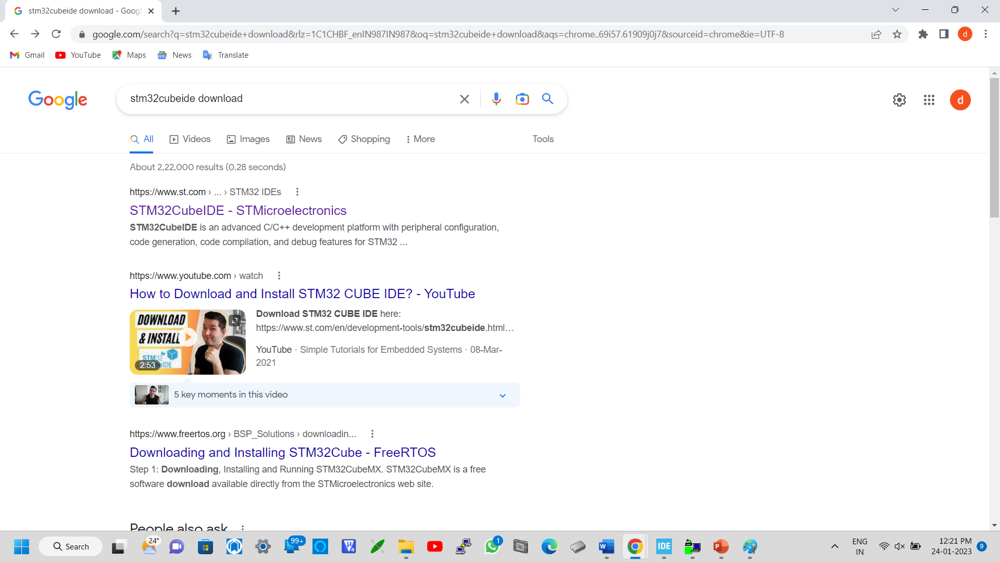 stm32cubeide download - Googl
google.com/search?q=stm32cubeide+download&rlz=1C1CHBF_enIN987IN987&oq=stm32cubeide+download&aqs=chrome..69i57.61909j0j7&sourceid=chrome&ie=UTF-8
d
Gmail YouTube Maps News Translate
Google
stm32cubeide download
d
All Videos Images News Shopping More Tools
About 2,22,000 results (0.28 seconds)
https://www.st.com › ... › STM32 IDEs
STM32CubeIDE - STMicroelectronics
STM32CubeIDE is an advanced C/C++ development platform with peripheral configuration,
code generation, code compilation, and debug features for STM32 ...
https://www.youtube.com › watch
How to Download and Install STM32 CUBE IDE? - YouTube
DOWNLOAD
& INSTALL
STM32
CubeIDE
2:53
Download STM32 CUBE IDE here:
https://www.st.com/en/development-tools/stm32cubeide.html…
YouTube · Simple Tutorials for Embedded Systems · 08-Mar-
2021
5 key moments in this video
https://www.freertos.org › BSP_Solutions › downloadin...
Downloading and Installing STM32Cube - FreeRTOS
Step 1: Downloading, Installing and Running STM32CubeMX. STM32CubeMX is a free
software download available directly from the STMicroelectronics web site.
People also ask
Search
24°
99+
V4
1
W
IDE
P
ENG
IN
12:21 PM
24-01-2023
9